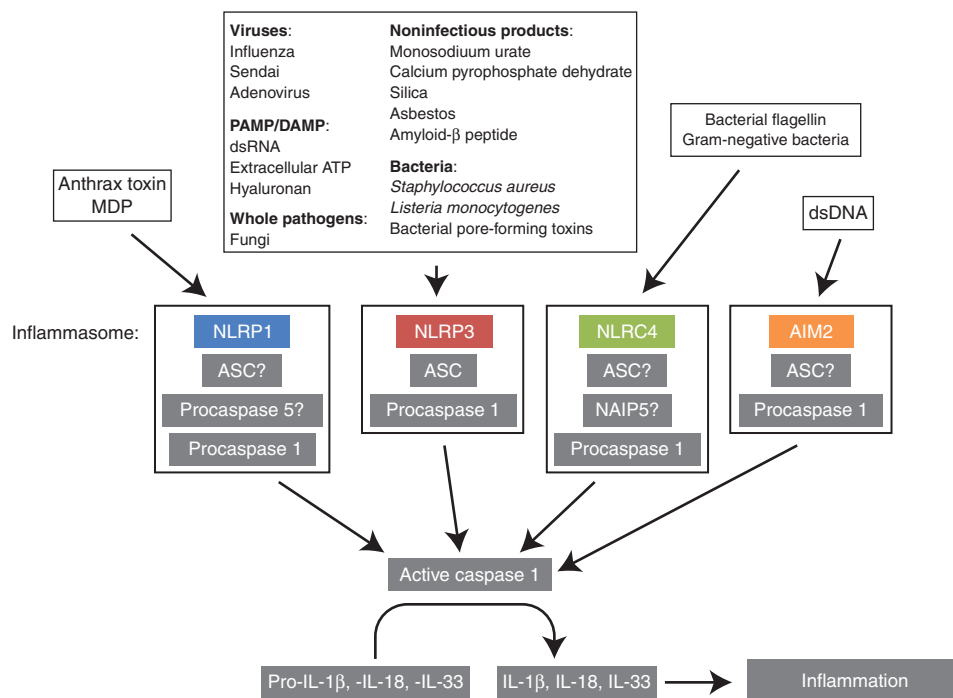 Viruses:
Influenza
Sendai
Adenovirus
PAMP/DAMP:
dsRNA
Extracellular ATP
Hyaluronan
Whole pathogens:
Fungi
Noninfectious products:
Monosodiuum urate
Calcium pyrophosphate dehydrate
Silica
Asbestos
Amyloid-β peptide
Bacteria:
Staphylococcus aureus
Listeria monocytogenes
Bacterial pore-forming toxins
Bacterial flagellin
Gram-negative bacteria
Anthrax toxin
MDP
dsDNA
Inflammasome:
NLRP1
ASC?
Procaspase 5?
Procaspase 1
NLRP3
ASC
Procaspase 1
NLRC4
ASC?
NAIP5?
Procaspase 1
AIM2
ASC?
Procaspase 1
Active caspase 1
Pro-IL-1β, -IL-18, -IL-33
IL-1β, IL-18, IL-33
Inflammation